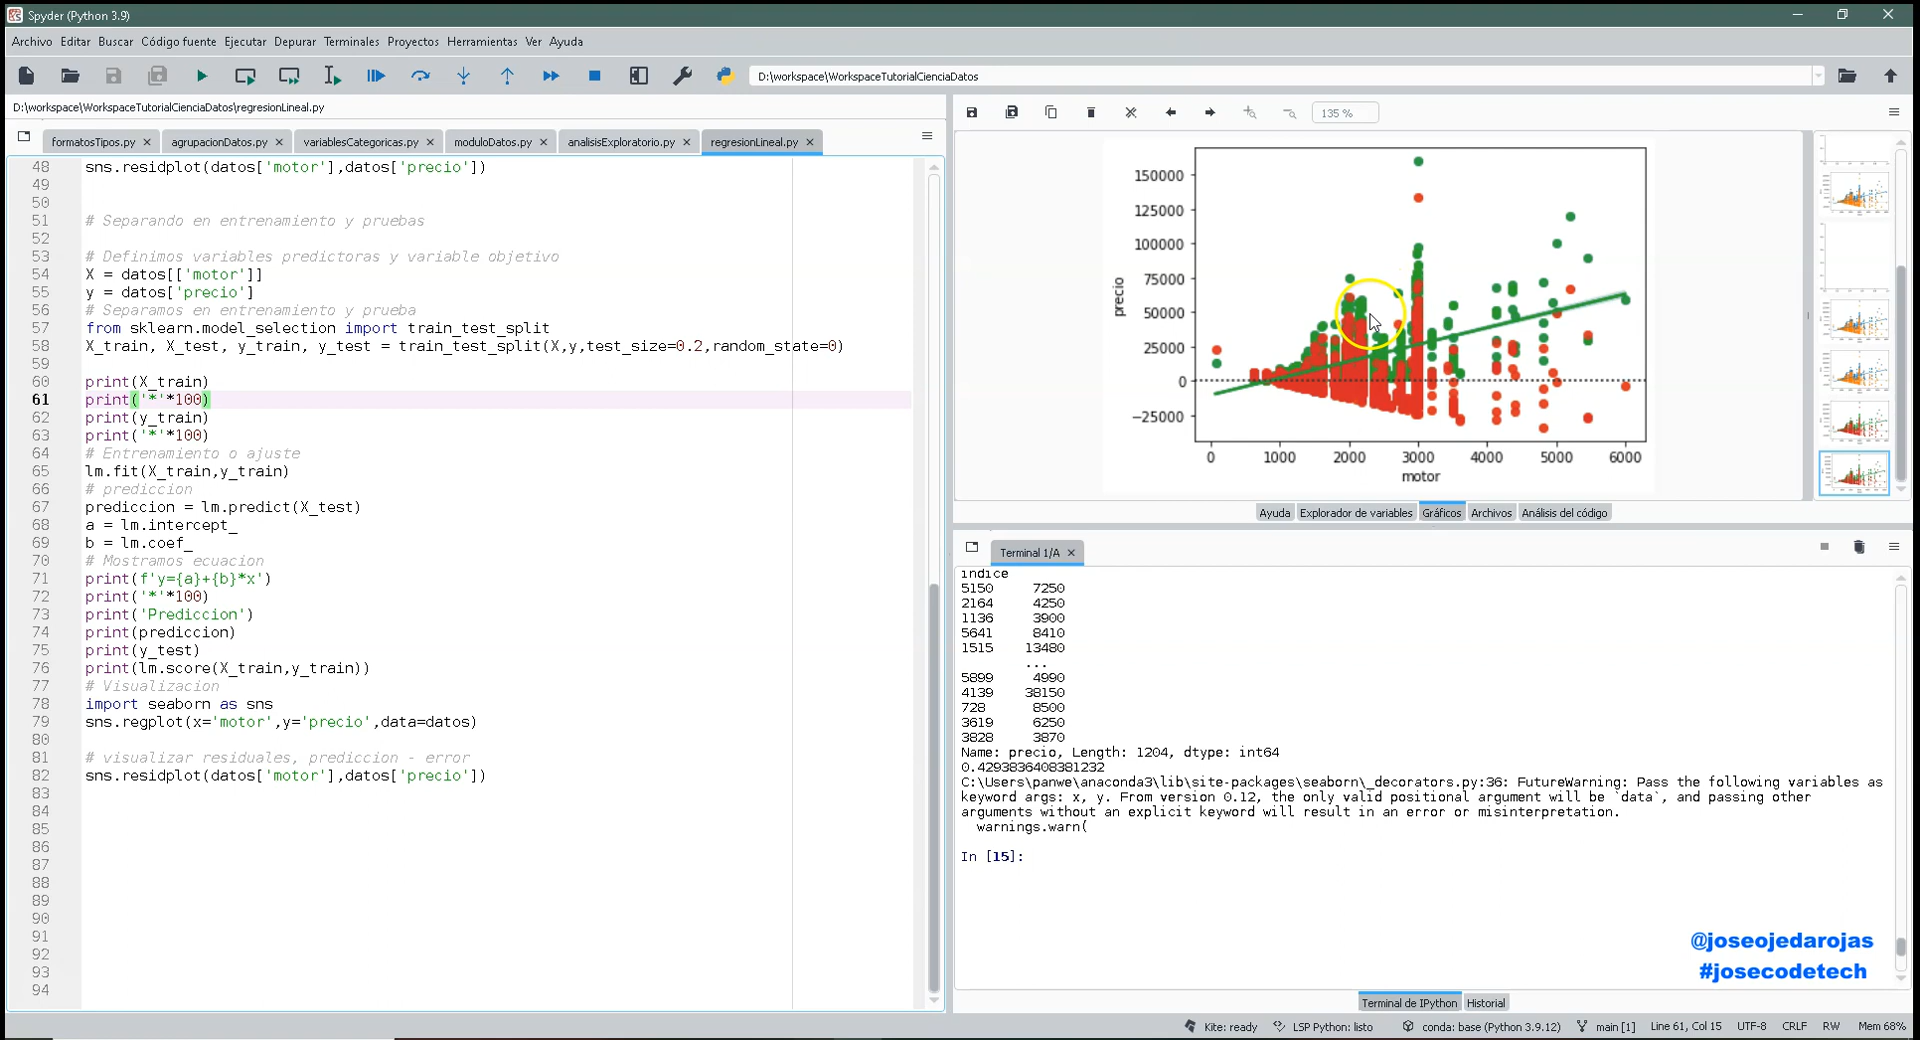 Spyder (Python 3.9)
Archivo Editar Buscar Código fuente Ejecutar Depurar Terminales Proyectos Herramientas Ver Ayuda
D:\workspace\WorkspaceTutorialCienciaDatos
D:\workspace\WorkspaceTutorialCienciaDatos\regresionLineal.py
formatosTipos.py agrupacionDatos.py variablesCategoricas.py moduloDatos.py analisisExploratorio.py regresionLineal.py
48 sns.residplot(datos['motor'],datos['precio'])
49
50
51 # Separando en entrenamiento y pruebas
52
53 # Definimos variables predictoras y variable objetivo
54 X = datos[['motor']]
55 y = datos['precio']
56 # Separamos en entrenamiento y prueba
57 from sklearn.model_selection import train_test_split
58 X_train, X_test, y_train, y_test = train_test_split(X,y,test_size=0.2,random_state=0)
59
60 print(X_train)
61 print('*'*100)
62 print(y_train)
63 print('*'*100)
64 # Entrenamiento o ajuste
65 lm.fit(X_train,y_train)
66 # prediccion
67 prediccion = lm.predict(X_test)
68 a = lm.intercept_
69 b = lm.coef_
70 # Mostramos ecuacion
71 print(f'y={a}+{b}*x')
72 print('*'*100)
73 print('Prediccion')
74 print(prediccion)
75 print(y_test)
76 print(lm.score(X_train,y_train))
77 # Visualizacion
78 import seaborn as sns
79 sns.regplot(x='motor',y='precio',data=datos)
80
81 # visualizar residuales, prediccion - error
82 sns.residplot(datos['motor'],datos['precio'])
83
84
85
86
87
88
89
90
91
92
93
94
135 %
150000
125000
100000
75000
50000
25000
0
−25000
precio
0 1000 2000 3000 4000 5000 6000
motor
Ayuda Explorador de variables Gráficos Archivos Análisis del código
Terminal 1/A
indice
5150 7250
2164 4250
1136 3900
5641 8410
1515 13480
...
5899 4990
4139 38150
728 8500
3619 6250
3828 3870
Name: precio, Length: 1204, dtype: int64
0.4293836408381232
C:\Users\panwe\anaconda3\lib\site-packages\seaborn\_decorators.py:36: FutureWarning: Pass the following variables as
keyword args: x, y. From version 0.12, the only valid positional argument will be `data`, and passing other
arguments without an explicit keyword will result in an error or misinterpretation.
warnings.warn(
In [15]:
@joseojedarojas
#josecodetech
Terminal de IPython Historial
Kite: ready LSP Python: listo conda: base (Python 3.9.12) main [1] Line 61, Col 15 UTF-8 CRLF RW Mem 68%